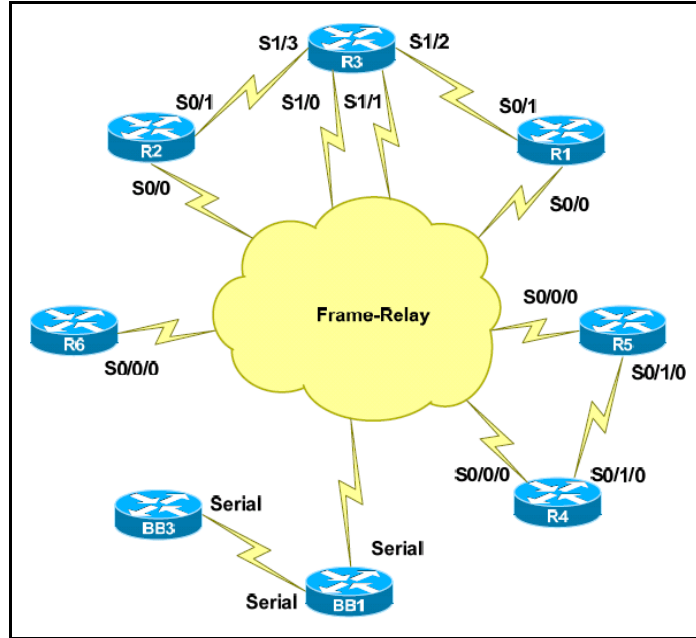 S1/3
R3
S1/2
S1/0
S1/1
S0/1
R2
S0/1
R1
S0/0
S0/0
Frame-Relay
R6
S0/0/0
S0/0/0
R5
S0/1/0
S0/0/0
S0/1/0
R4
BB3
Serial
Serial
Serial
BB1